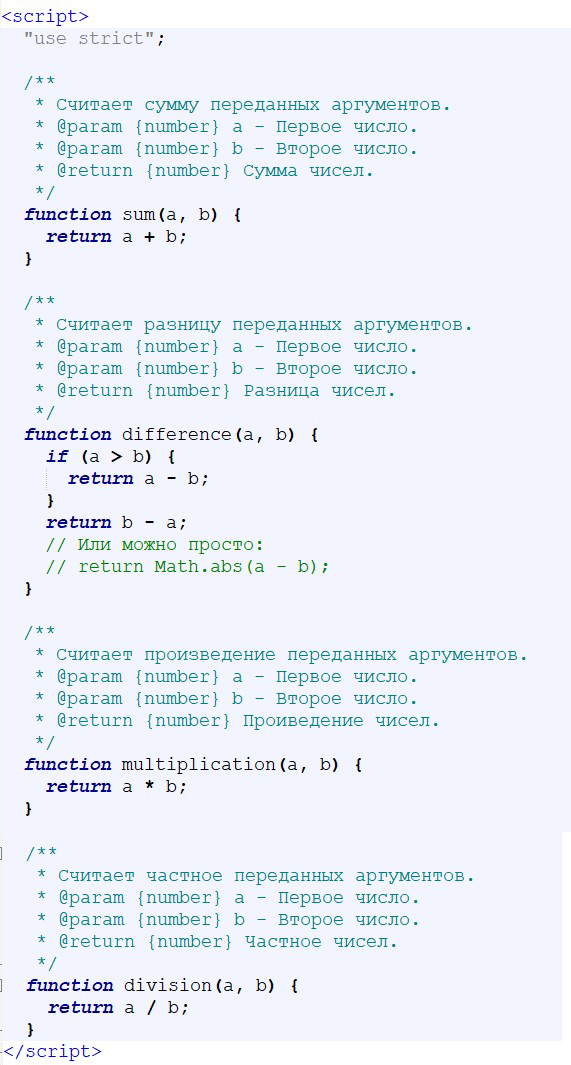 <script>
"use strict";
/**
* Считает сумму переданных аргументов.
* @param {number} a - Первое число.
* @param {number} b - Второе число.
* @return {number} Сумма чисел.
*/
function sum(a, b) {
return a + b;
}
/**
* Считает разницу переданных аргументов.
* @param {number} a - Первое число.
* @param {number} b - Второе число.
* @return {number} Разница чисел.
*/
function difference(a, b) {
if (a > b) {
return a - b;
}
return b - a;
// Или можно просто:
// return Math.abs(a - b);
}
/**
* Считает произведение переданных аргументов.
* @param {number} a - Первое число.
* @param {number} b - Второе число.
* @return {number} Проиведение чисел.
*/
function multiplication(a, b) {
return a * b;
}
/**
* Считает частное переданных аргументов.
* @param {number} a - Первое число.
* @param {number} b - Второе число.
* @return {number} Частное чисел.
*/
function division(a, b) {
return a / b;
}
</script>